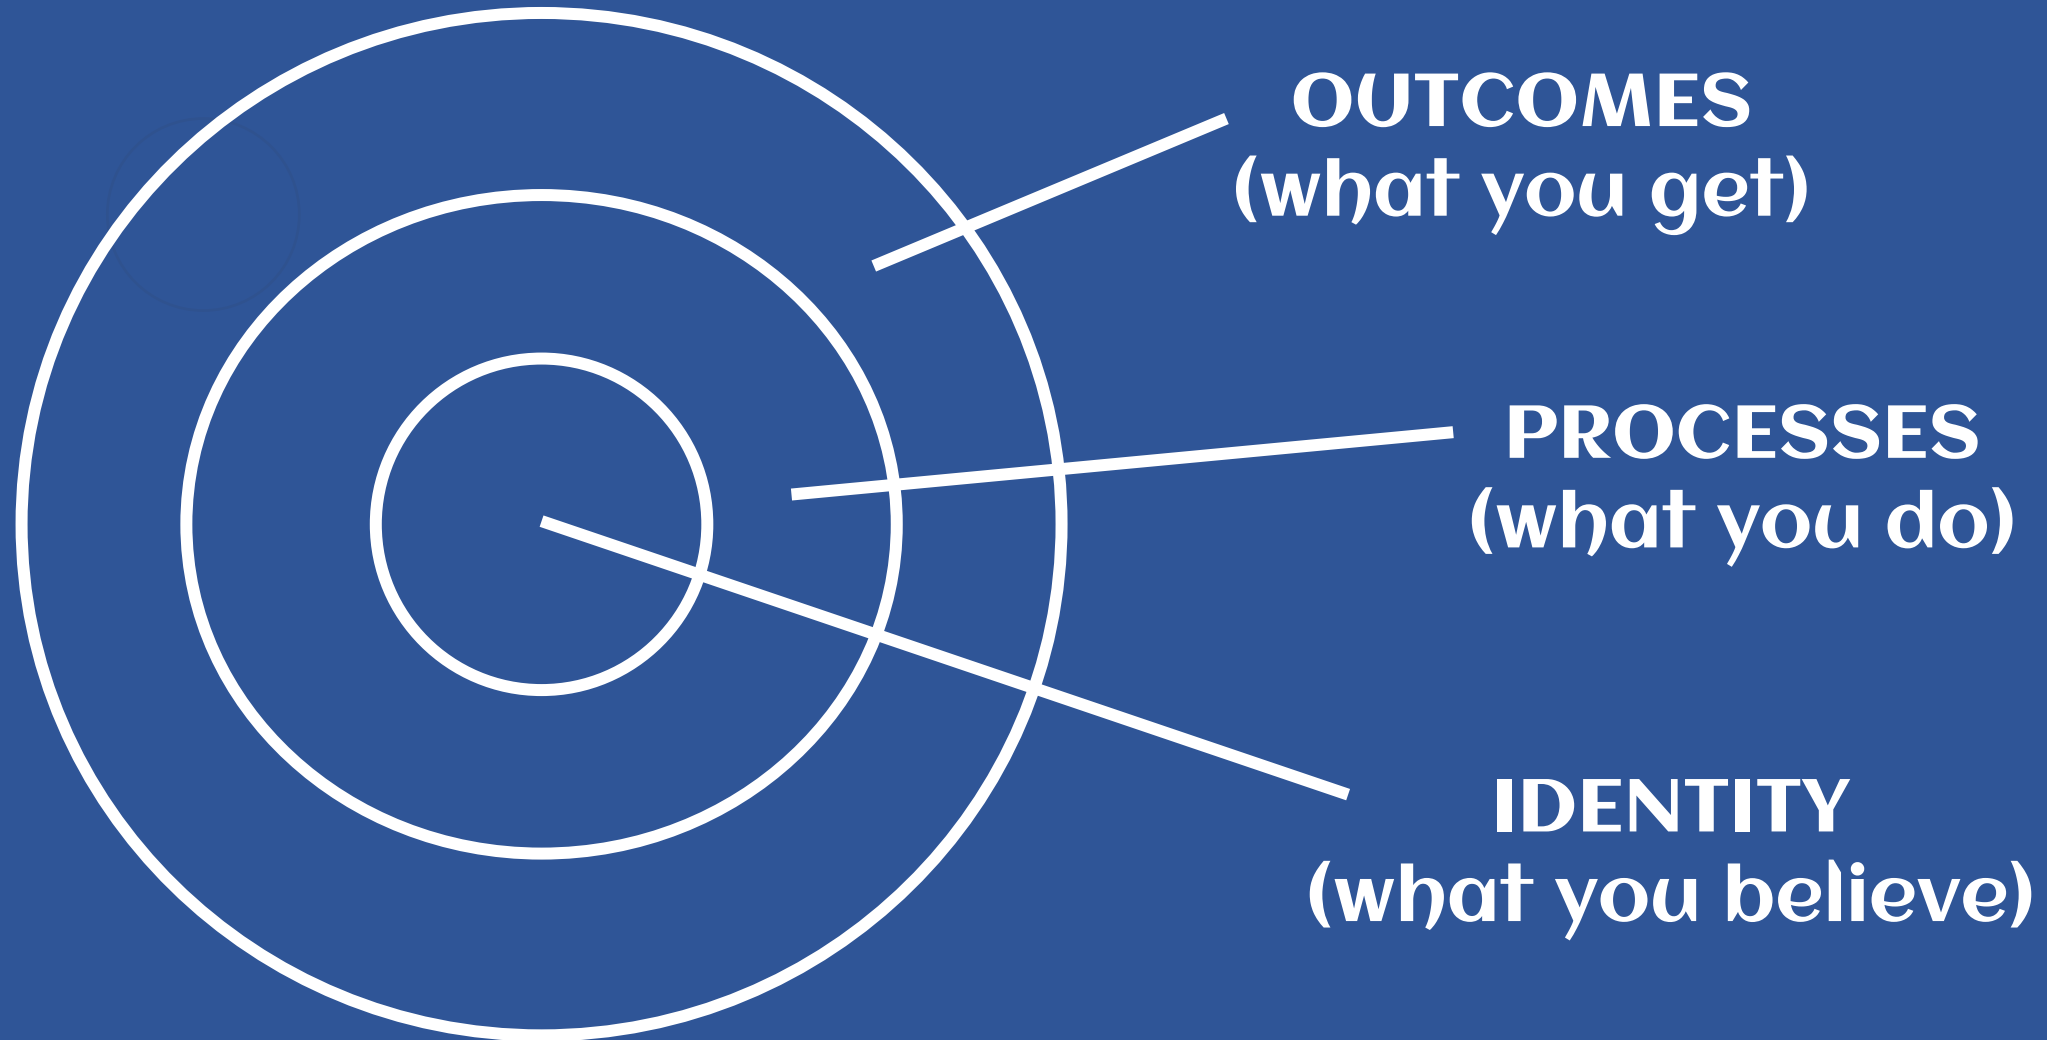 OUTCOMES
(what you get)
PROCESSES
(what you do)
IDENTITY
(what you believe)